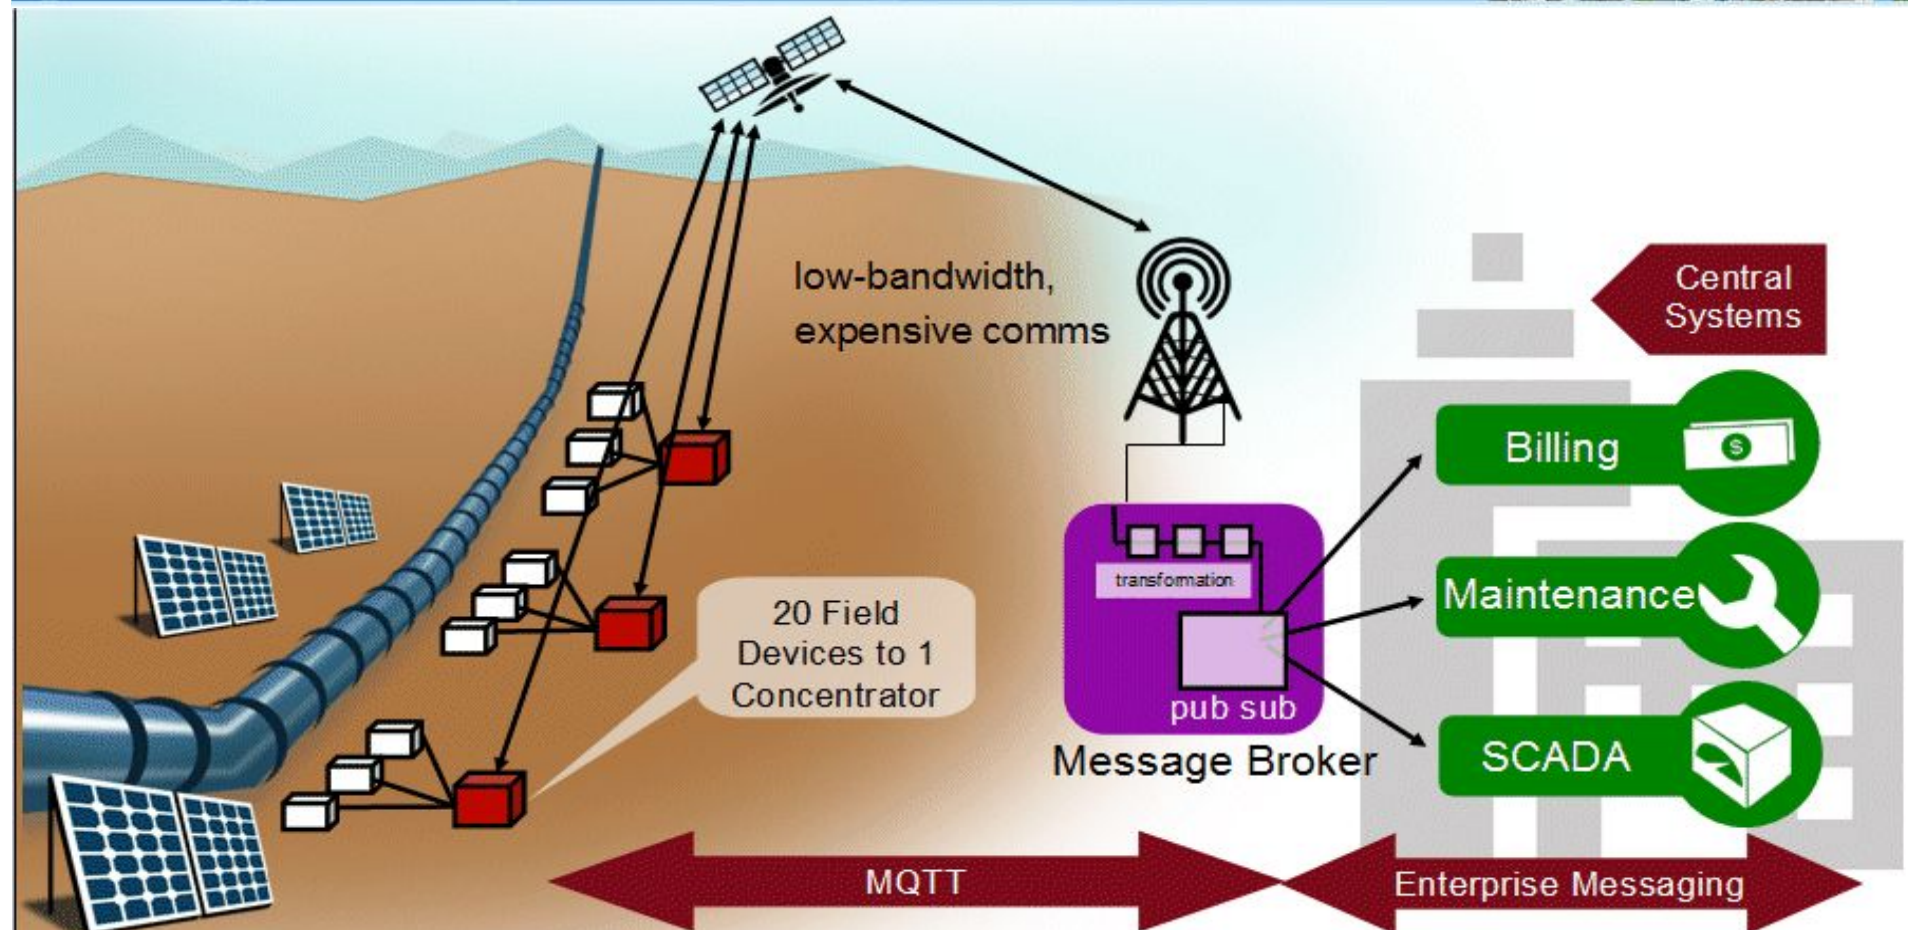 low-bandwidth,
expensive comms
Central
Systems
Billing
$
transformation
Maintenance
20 Field
Devices to 1
Concentrator
pub sub
Message Broker
SCADA
MQTT
Enterprise Messaging